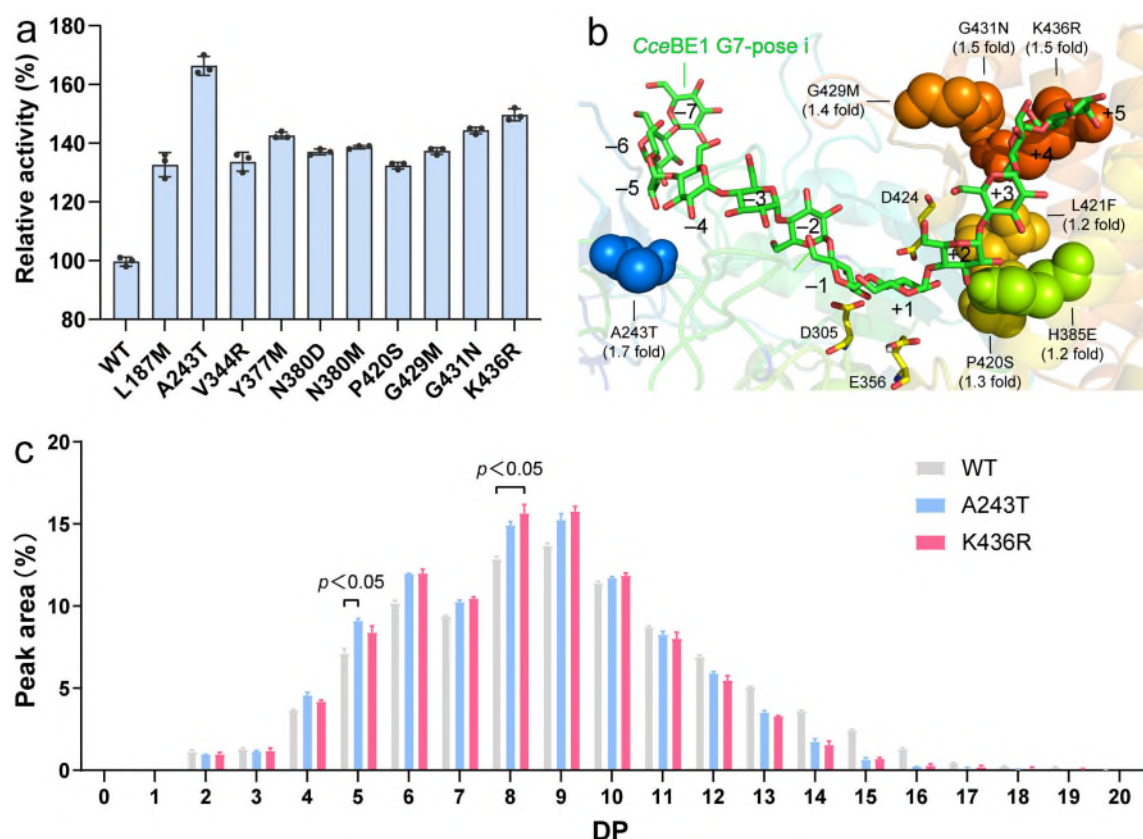 a
Relative activity (%)
180
160
140
120
100
80
WT
L187M
A243T
V344R
Y377M
N380D
N380M
P420S
G429M
G431N
K436R
b
CceBE1 G7-pose i
G431N
(1.5 fold)
K436R
(1.5 fold)
G429M
(1.4 fold)
−7
−6
−5
−4
−3
−2
−1
+1
+2
+3
+4
+5
D424
L421F
(1.2 fold)
A243T
(1.7 fold)
D305
E356
P420S
(1.3 fold)
H385E
(1.2 fold)
c
Peak area (%)
20
15
10
5
0
p<0.05
p<0.05
WT
A243T
K436R
0 1 2 3 4 5 6 7 8 9 10 11 12 13 14 15 16 17 18 19 20
DP